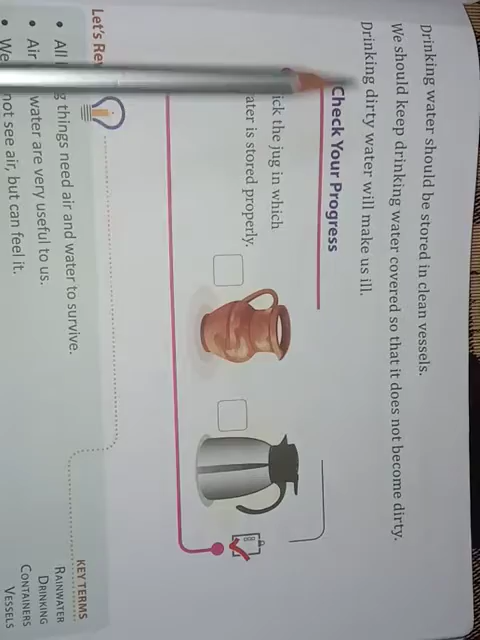 Drinking water should be stored in clean vessels.
We should keep drinking water covered so that it does not become dirty.
Drinking dirty water will make us ill.
Check Your Progress
ick the jug in which
ater is stored properly.
Let's Re
• All l g things need air and water to survive.
• Air water are very useful to us.
• We not see air, but can feel it.
KEY TERMS
RAINWATER
DRINKING
CONTAINERS
VESSELS